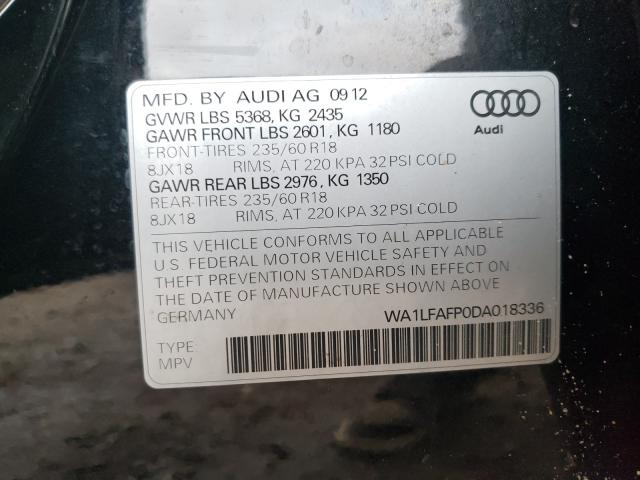 MFD. BY AUDI AG 09 12
GVWR LBS 5368, KG 2435
GAWR FRONT LBS 2601, KG 1180
FRONT-TIRES 235/60 R18
8JX18 RIMS, AT 220 KPA 32 PSI COLD
GAWR REAR LBS 2976, KG 1350
REAR-TIRES 235/60 R18
8JX18 RIMS, AT 220 KPA 32 PSI COLD
Audi
THIS VEHICLE CONFORMS TO ALL APPLICABLE
U.S. FEDERAL MOTOR VEHICLE SAFETY AND
THEFT PREVENTION STANDARDS IN EFFECT ON
THE DATE OF MANUFACTURE SHOWN ABOVE
GERMANY WA1LFAFP0DA018336
TYPE:
MPV